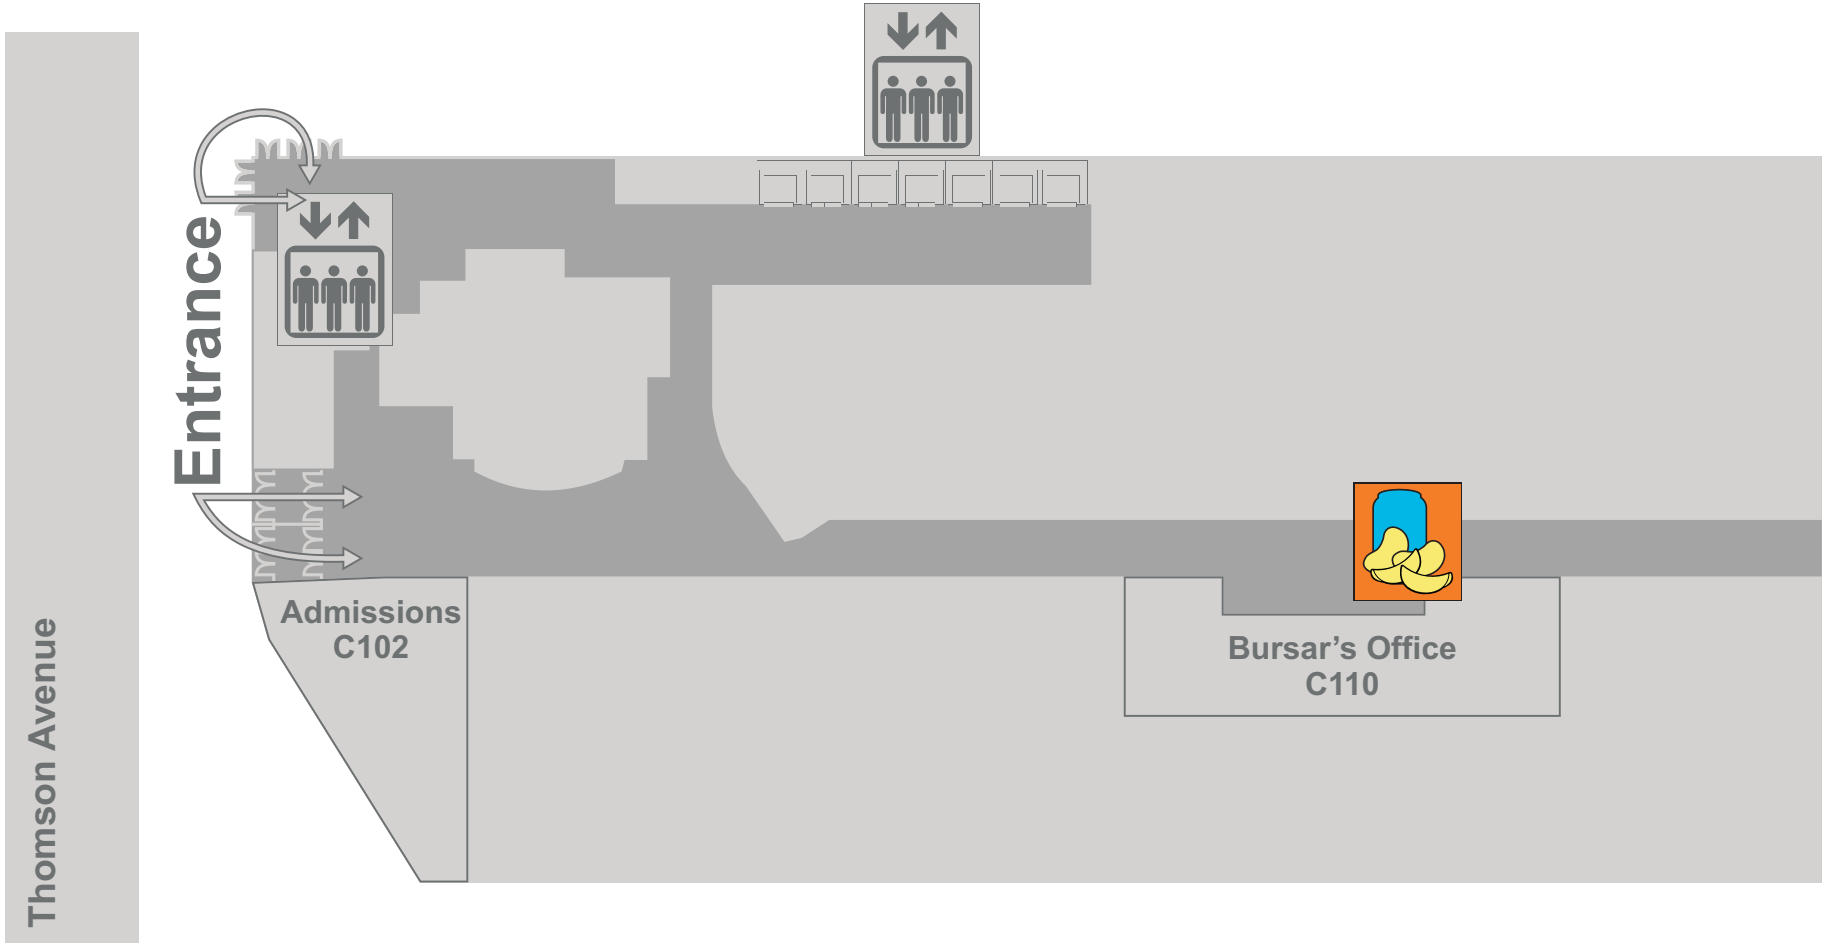 Entrance
Admissions
C102
Bursar’s Office
C110
Thomson Avenue